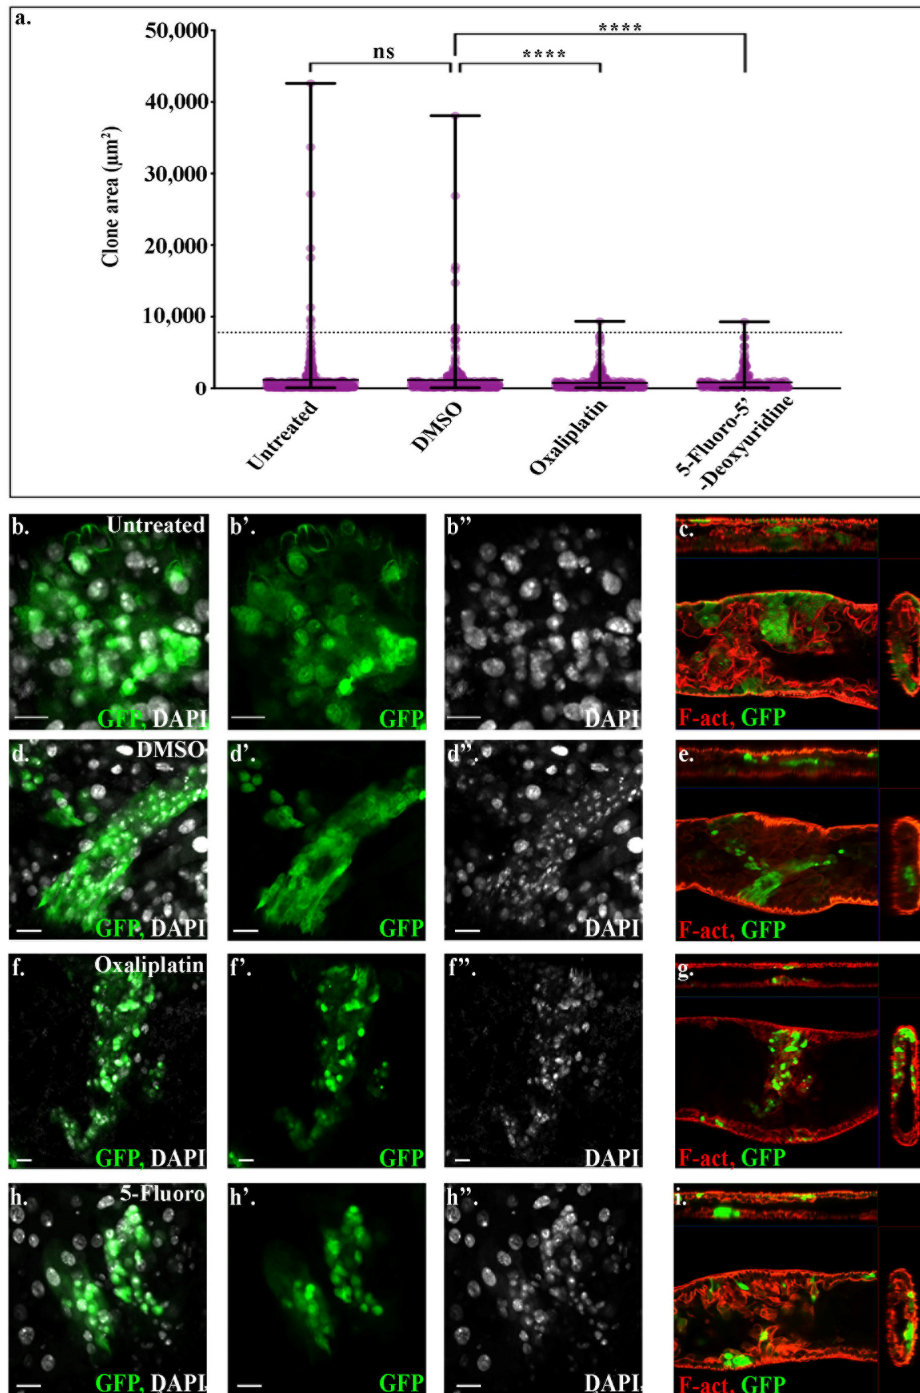 a.
50,000
40,000
30,000
20,000
10,000
0
Clone area (µm²)
ns
****
****
Untreated
DMSO
Oxaliplatin
5-Fluoro-5'
-Deoxyuridine
b. Untreated
GFP, DAPI
b'.
GFP
b''
DAPI
c.
F-act, GFP
d. DMSO
GFP, DAPI
d'.
GFP
d''.
DAPI
e.
F-act, GFP
f. Oxaliplatin
GFP, DAPI
f'.
GFP
f''.
DAPI
g.
F-act, GFP
h. 5-Fluoro
GFP, DAPI
h'.
GFP
h''.
DAPI
i.
F-act, GFP